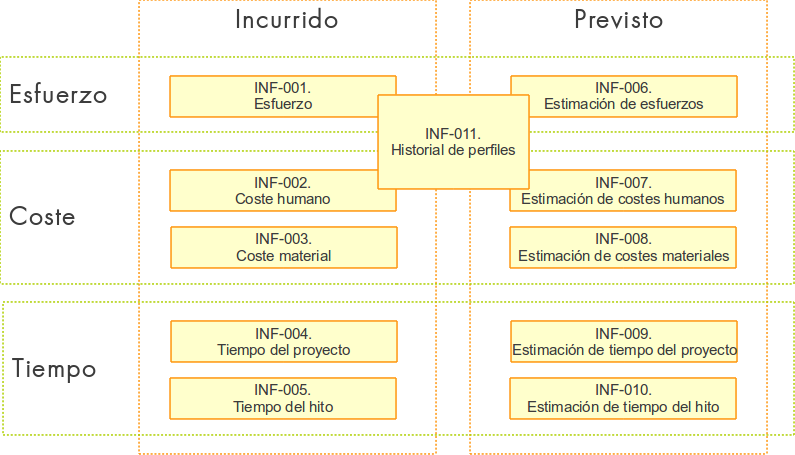 Incurrido
Previsto
Esfuerzo
INF-001.
Esfuerzo
INF-006.
Estimación de esfuerzos
INF-011.
Historial de perfiles
Coste
INF-002.
Coste humano
INF-007.
Estimación de costes humanos
INF-003.
Coste material
INF-008.
Estimación de costes materiales
Tiempo
INF-004.
Tiempo del proyecto
INF-009.
Estimación de tiempo del proyecto
INF-005.
Tiempo del hito
INF-010.
Estimación de tiempo del hito